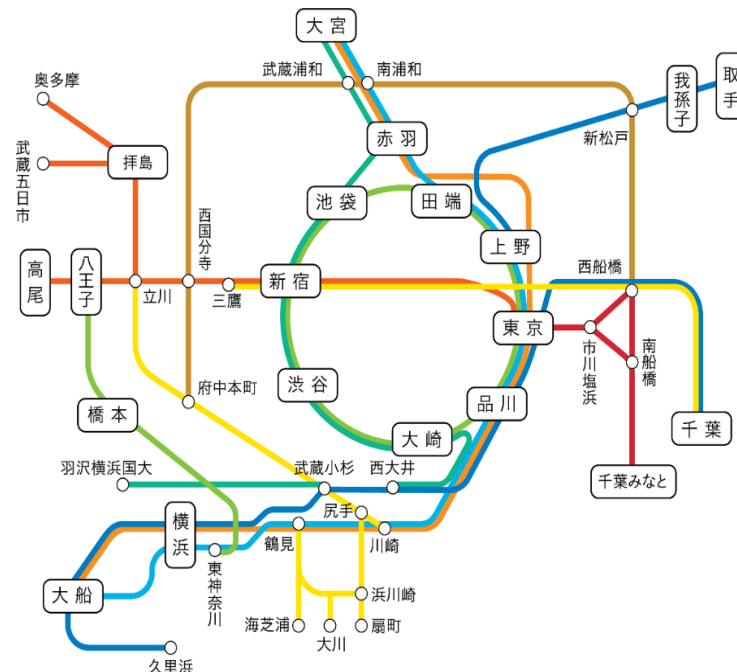 大宮
武蔵浦和
南浦和
取手
我孫子
奥多摩
新松戸
赤羽
武蔵五日市
拝島
池袋
田端
西国分寺
上野
西船橋
高尾
八王子
新宿
立川
三鷹
東京
市川塩浜
南船橋
渋谷
府中本町
橋本
品川
大崎
千葉
羽沢横浜国大
武蔵小杉
西大井
千葉みなと
横浜
尻手
鶴見
川崎
東神奈川
大船
浜川崎
海芝浦
大川
扇町
久里浜